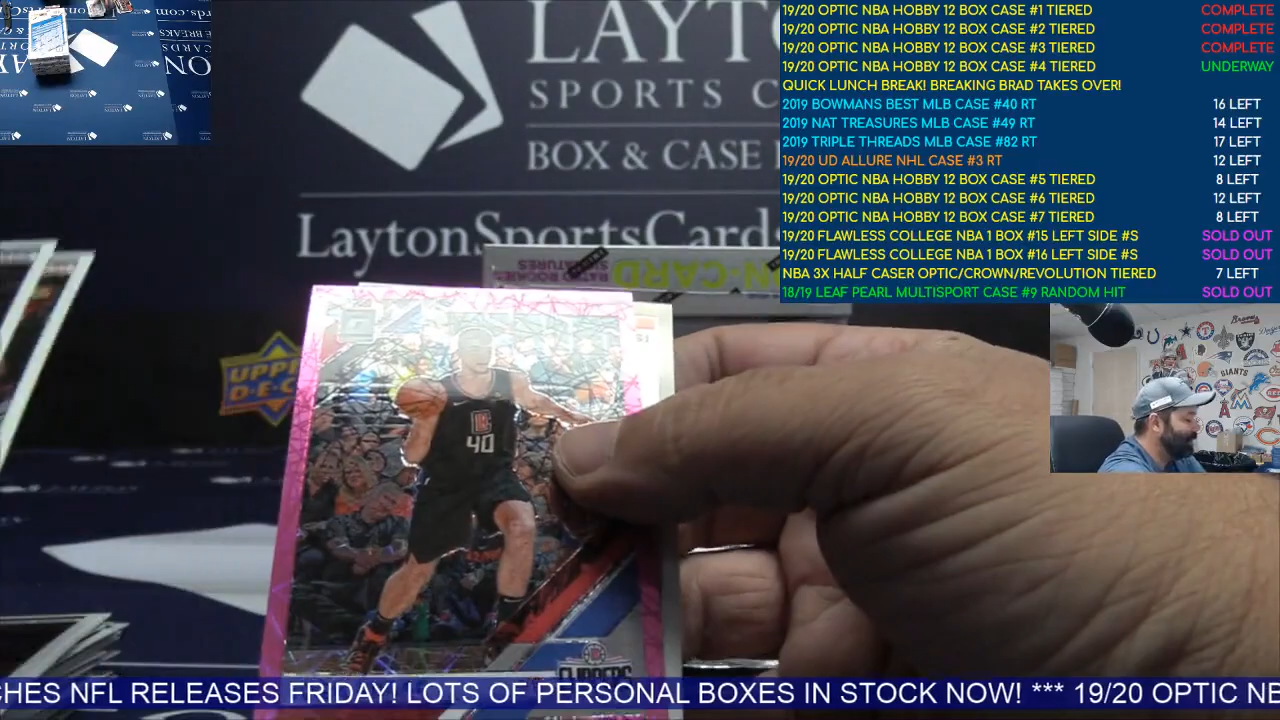 LAYTO
SPORTS C
BOX & CASE
LaytonSportsCards
UPP
D·E·C
40
CLIPPERS
19/20 OPTIC NBA HOBBY 12 BOX CASE #1 TIERED COMPLETE
19/20 OPTIC NBA HOBBY 12 BOX CASE #2 TIERED COMPLETE
19/20 OPTIC NBA HOBBY 12 BOX CASE #3 TIERED COMPLETE
19/20 OPTIC NBA HOBBY 12 BOX CASE #4 TIERED UNDERWAY
QUICK LUNCH BREAK! BREAKING BRAD TAKES OVER!
2019 BOWMANS BEST MLB CASE #40 RT 16 LEFT
2019 NAT TREASURES MLB CASE #49 RT 14 LEFT
2019 TRIPLE THREADS MLB CASE #82 RT 17 LEFT
19/20 UD ALLURE NHL CASE #3 RT 12 LEFT
19/20 OPTIC NBA HOBBY 12 BOX CASE #5 TIERED 8 LEFT
19/20 OPTIC NBA HOBBY 12 BOX CASE #6 TIERED 12 LEFT
19/20 OPTIC NBA HOBBY 12 BOX CASE #7 TIERED 8 LEFT
19/20 FLAWLESS COLLEGE NBA 1 BOX #15 LEFT SIDE #S SOLD OUT
19/20 FLAWLESS COLLEGE NBA 1 BOX #16 LEFT SIDE #S SOLD OUT
NBA 3X HALF CASER OPTIC/CROWN/REVOLUTION TIERED 7 LEFT
18/19 LEAF PEARL MULTISPORT CASE #9 RANDOM HIT SOLD OUT
CHES NFL RELEASES FRIDAY! LOTS OF PERSONAL BOXES IN STOCK NOW! *** 19/20 OPTIC NB